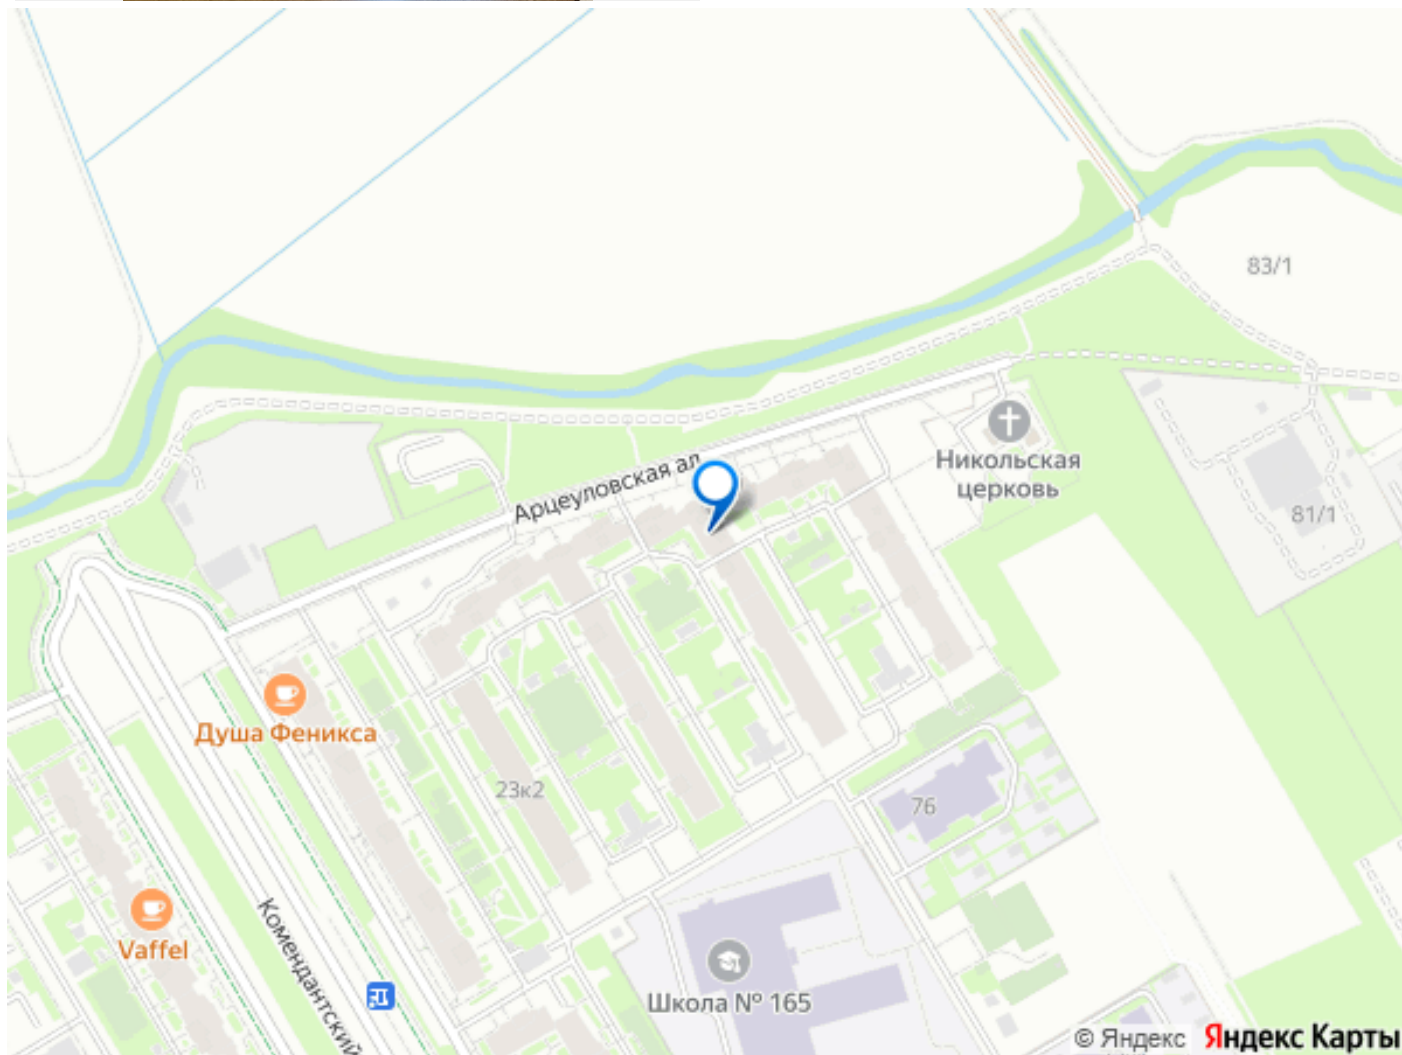 83/1
Никольская
церковь
Арцеуловская ал.
81/1
Душа Феникса
23к2
76
Vaffel
Комендантский
Школа № 165
© Яндекс Яндекс Карты